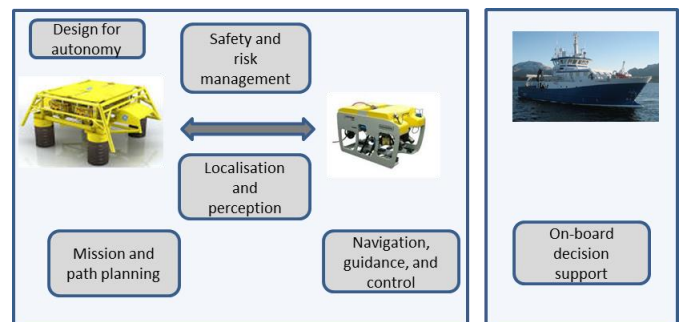 Design for
autonomy
Safety and
risk
management
Localisation
and
perception
Mission and
path planning
Navigation,
guidance, and
control
On-board
decision
support